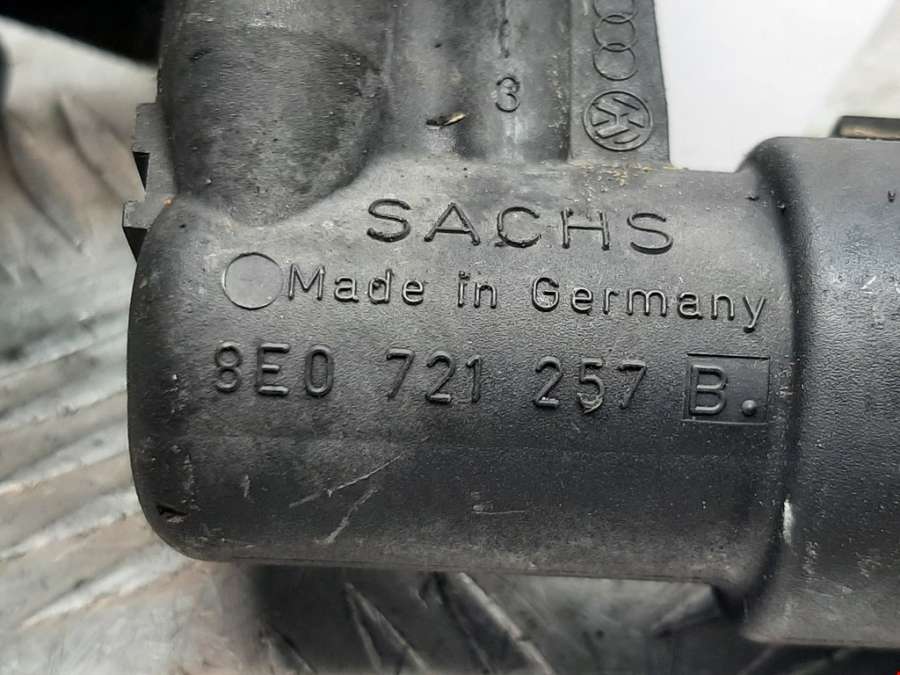 3
SACHS
Made in Germany
8E0 721 257 B.